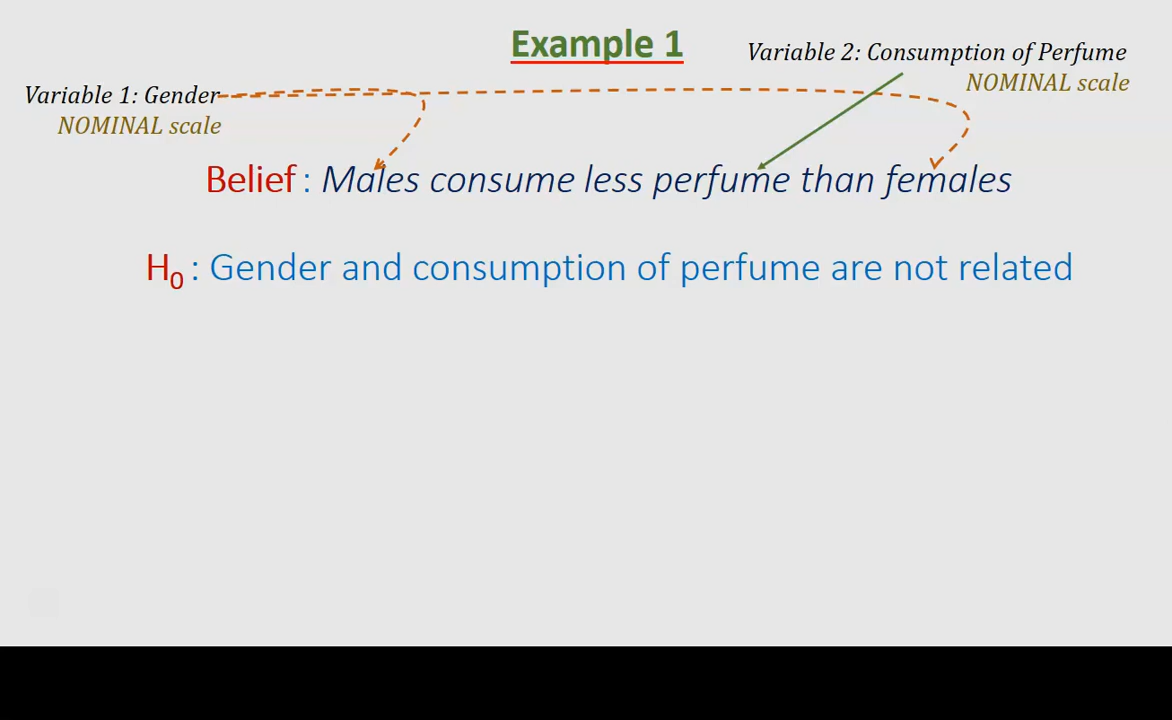 Example 1
Variable 2: Consumption of Perfume
NOMINAL scale
Variable 1: Gender
NOMINAL scale
Belief : Males consume less perfume than females
H₀ : Gender and consumption of perfume are not related